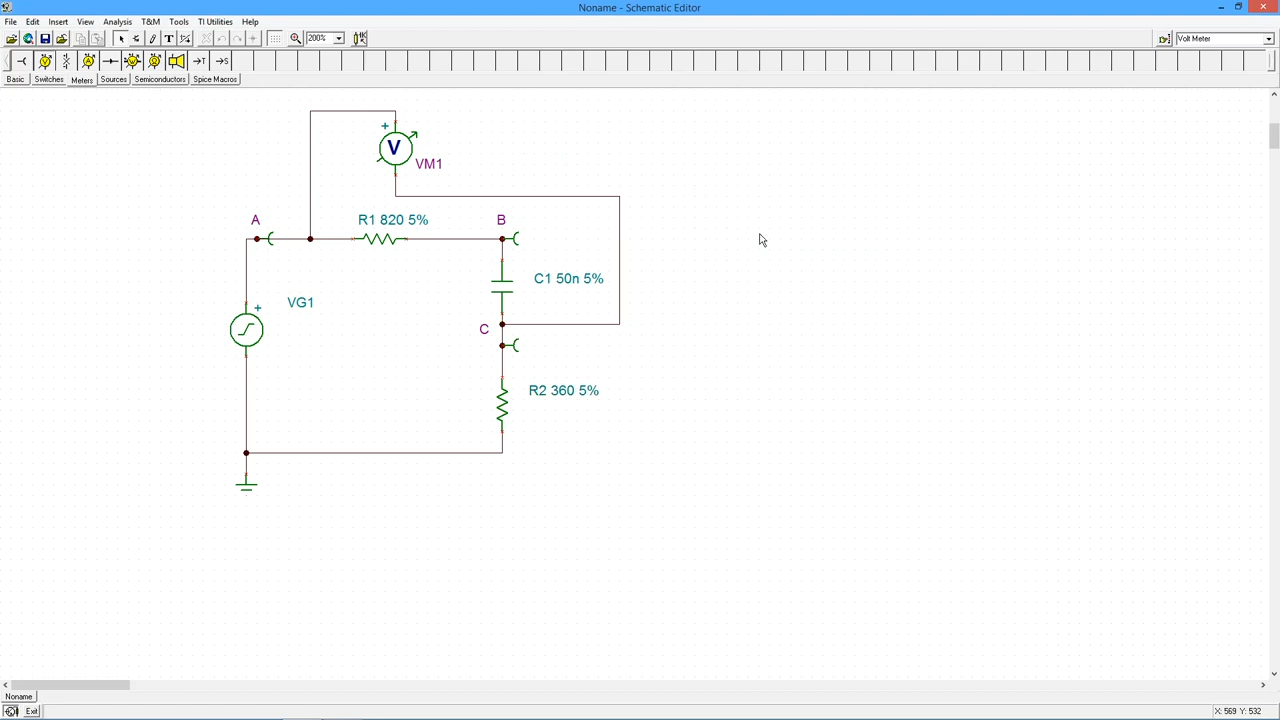 Noname - Schematic Editor
File Edit Insert View Analysis T&M Tools TI Utilities Help
T 200% Volt Meter
T S
Basic Switches Meters Sources Semiconductors Spice Macros
+
V
VM1
A R1 820 5% B
C1 50n 5%
VG1
+
C
R2 360 5%
Noname
Exit X: 569 Y: 532